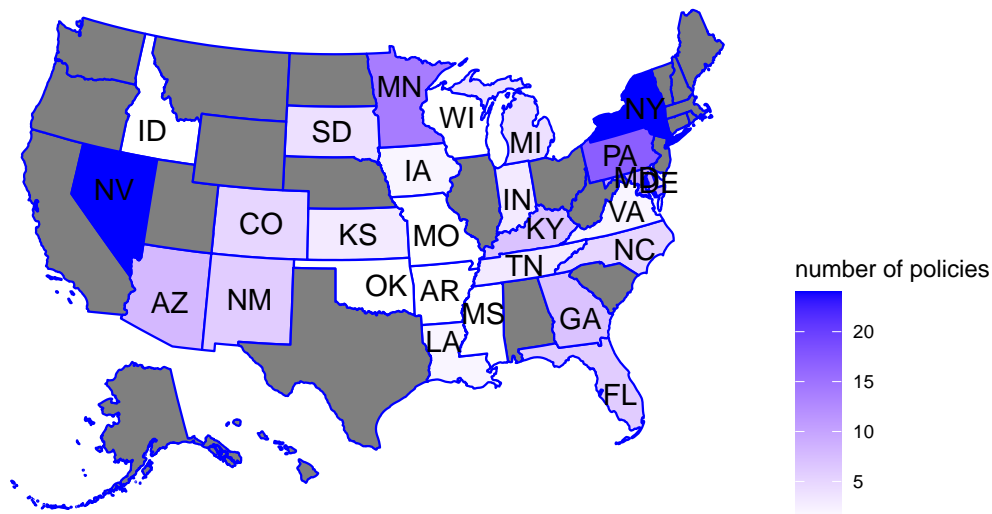 MN
NY
ID
SD
WI
MI
PA
IA
MD
DE
NV
IN
VA
CO
KS
MO
KY
NC
TN
OK
AR
AZ
NM
MS
GA
LA
FL
number of policies
20
15
10
5